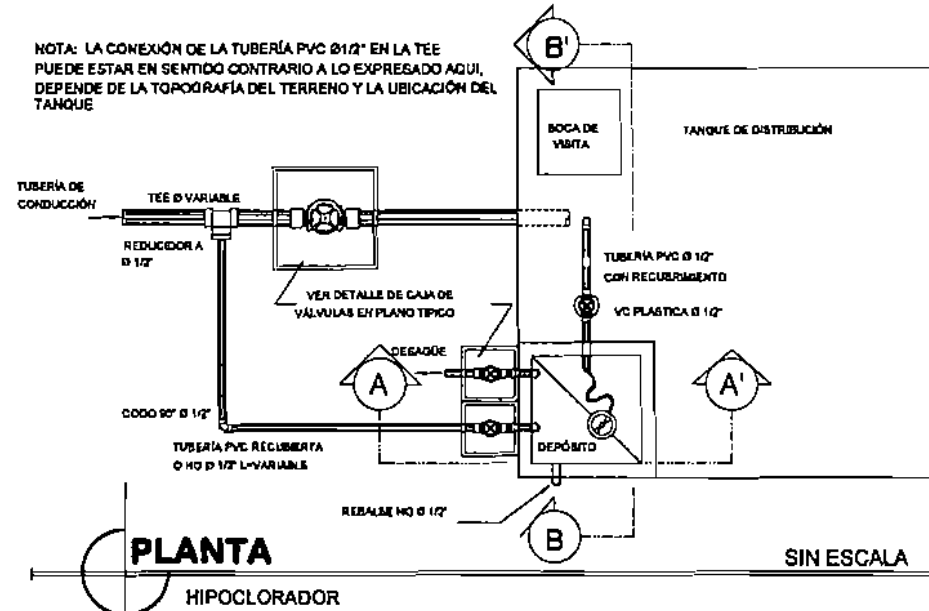 NOTA: LA CONEXIÓN DE LA TUBERÍA PVC Ø1/2" EN LA TEE
PUEDE ESTAR EN SENTIDO CONTRARIO A LO EXPRESADO AQUI,
DEPENDE DE LA TOPOGRAFÍA DEL TERRENO Y LA UBICACIÓN DEL
TANQUE
B'
BOCA DE
VISITA
TANQUE DE DISTRIBUCIÓN
TUBERÍA DE
CONDUCCIÓN
TEE Ø VARIABLE
REDUCIDOR A
Ø 1/2"
TUBERÍA PVC Ø 1/2"
CON RECUBRIMIENTO
VER DETALLE DE CAJA DE
VÁLVULAS EN PLANO TIPICO
VC PLASTICA Ø 1/2"
DESAGÜE
A
A'
CODO 90° Ø 1/2"
DEPÓSITO
TUBERÍA PVC RECUBIERTA
O HG Ø 1/2" L=VARIABLE
REBALSE HG Ø 1/2"
B
PLANTA
SIN ESCALA
HIPOCLORADOR